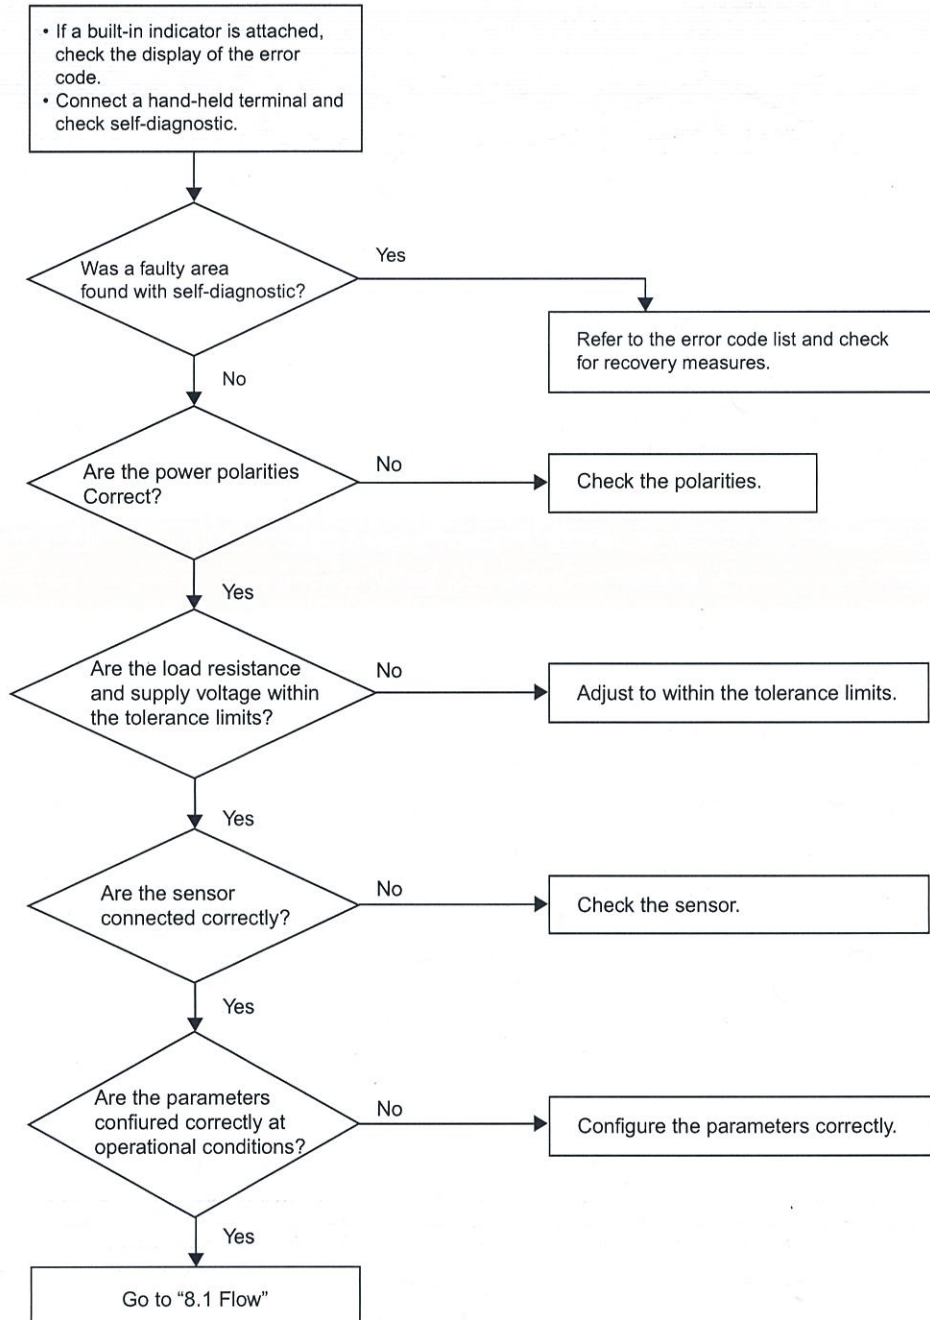 • If a built-in indicator is attached,
check the display of the error
code.
• Connect a hand-held terminal and
check self-diagnostic.
Was a faulty area
found with self-diagnostic?
Yes
Refer to the error code list and check
for recovery measures.
No
Are the power polarities
Correct?
No
Check the polarities.
Yes
Are the load resistance
and supply voltage within
the tolerance limits?
No
Adjust to within the tolerance limits.
Yes
Are the sensor
connected correctly?
No
Check the sensor.
Yes
Are the parameters
confiured correctly at
operational conditions?
No
Configure the parameters correctly.
Yes
Go to “8.1 Flow”